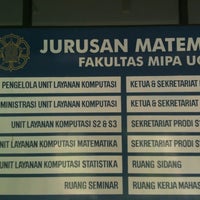 JURUSAN MATEM
FAKULTAS MIPA UG
PENGELOLA UNIT LAYANAN KOMPUTASI
KETUA & SEKRETARIAT
MINISTRASI UNIT LAYANAN KOMPUTASI
KETUA & SEKRETARIAT P
UNIT LAYANAN KOMPUTASI S2 & S3
SEKRETARIAT PRODI S
UNIT LAYANAN KOMPUTASI MATEMATIKA
SEKRETARIAT PRODI S1
UNIT LAYANAN KOMPUTASI STATISTIKA
RUANG SIDANG
RUANG SEMINAR
RUANG KERJA MAHAS